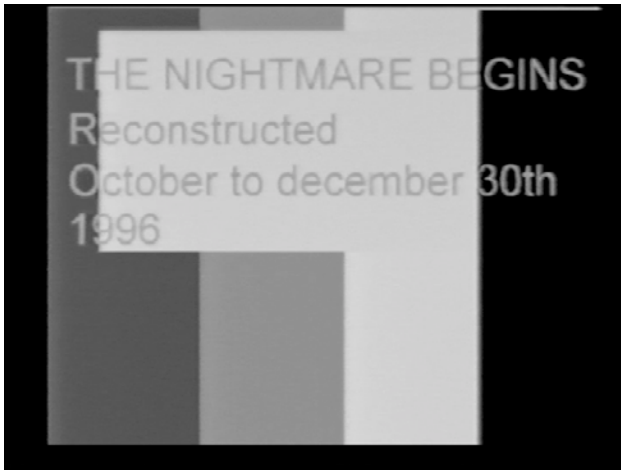 THE NIGHTMARE BEGINS
Reconstructed
October to december 30th
1996